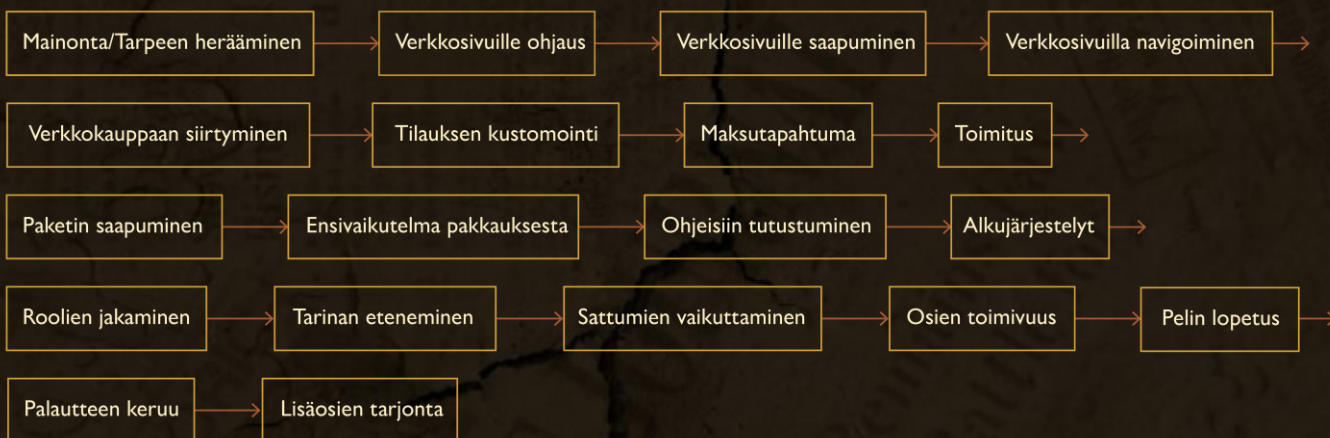 Mainonta/Tarpeen herääminen
Verkkosivuille ohjaus
Verkkosivuille saapuminen
Verkkosivuilla navigoiminen
Verkkokauppaan siirtyminen
Tilauksen kustomointi
Maksutapahtuma
Toimitus
Paketin saapuminen
Ensivaikutelma pakkauksesta
Ohjeisiin tutustuminen
Alkujärjestelyt
Roolien jakaminen
Tarinan eteneminen
Sattumien vaikuttaminen
Osien toimivuus
Pelin lopetus
Palautteen keruu
Lisäosien tarjonta